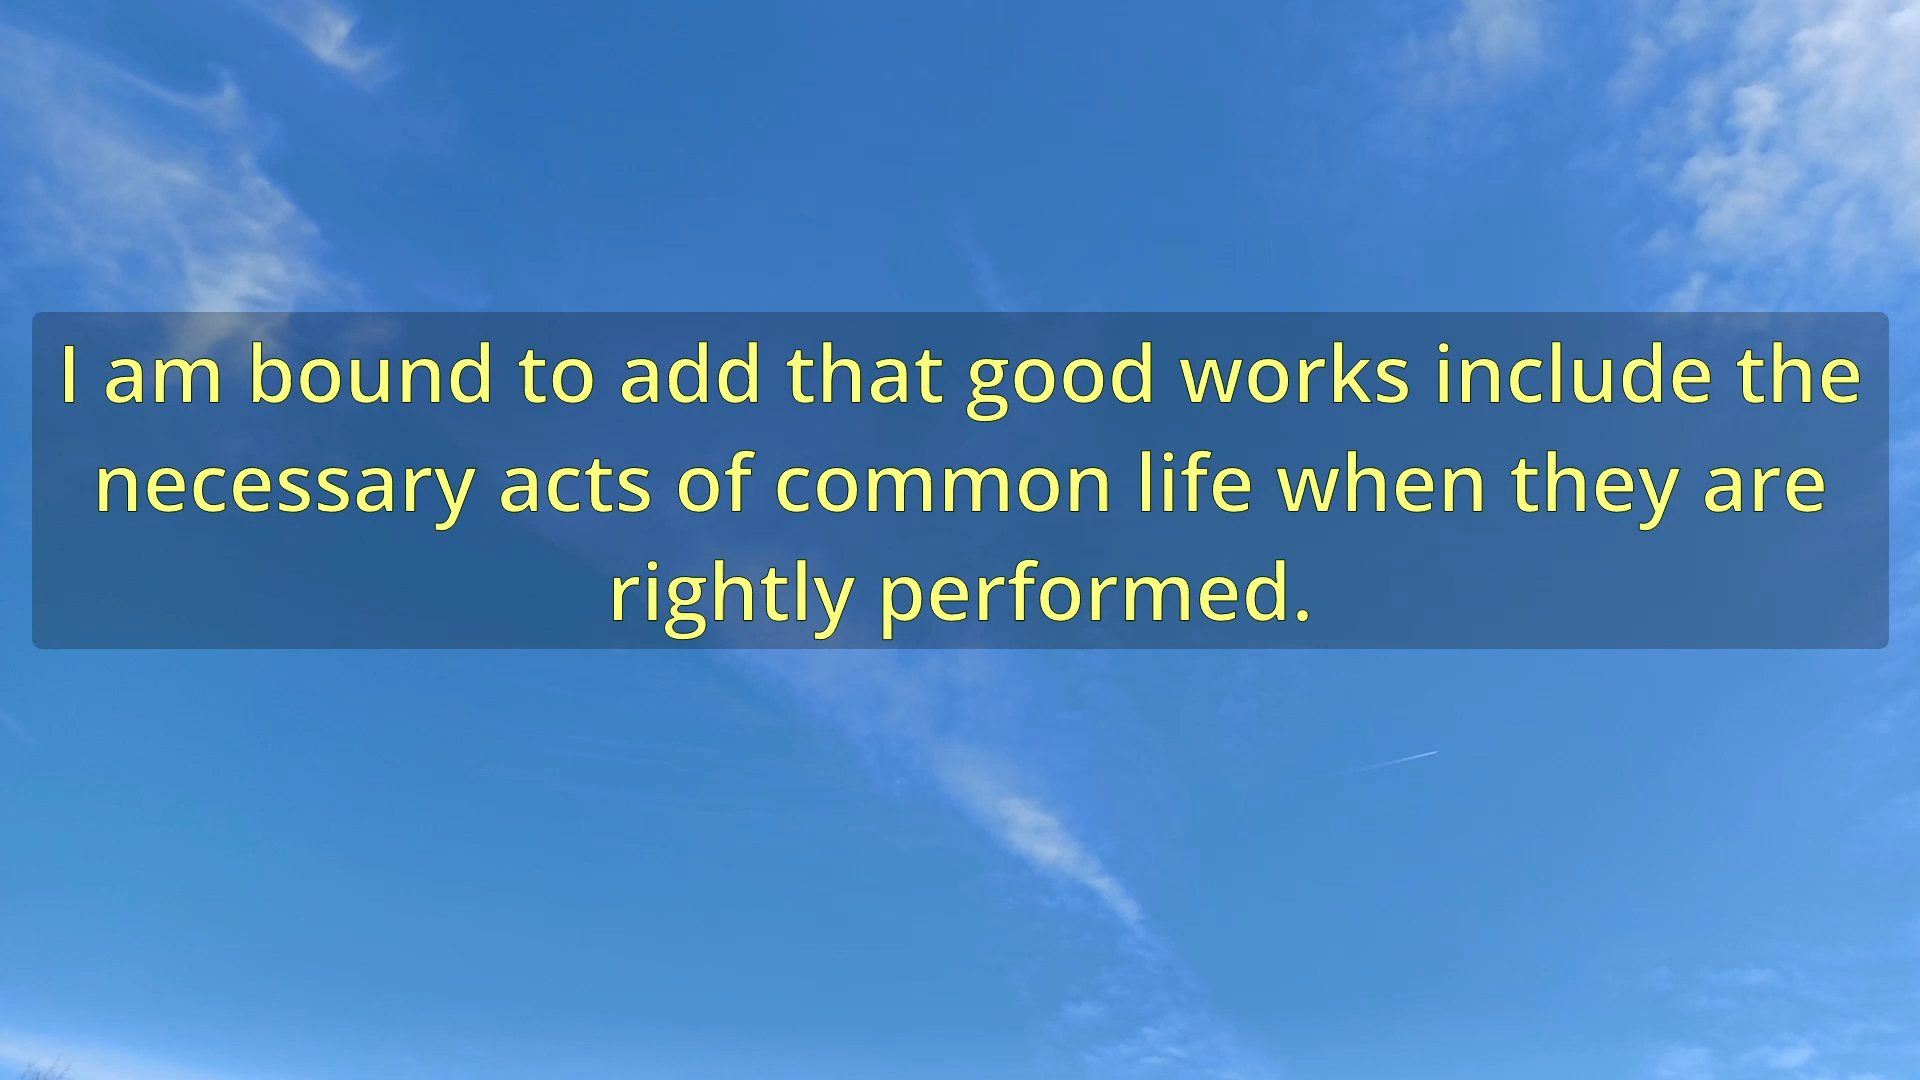 I am bound to add that good works include the
necessary acts of common life when they are
rightly performed.